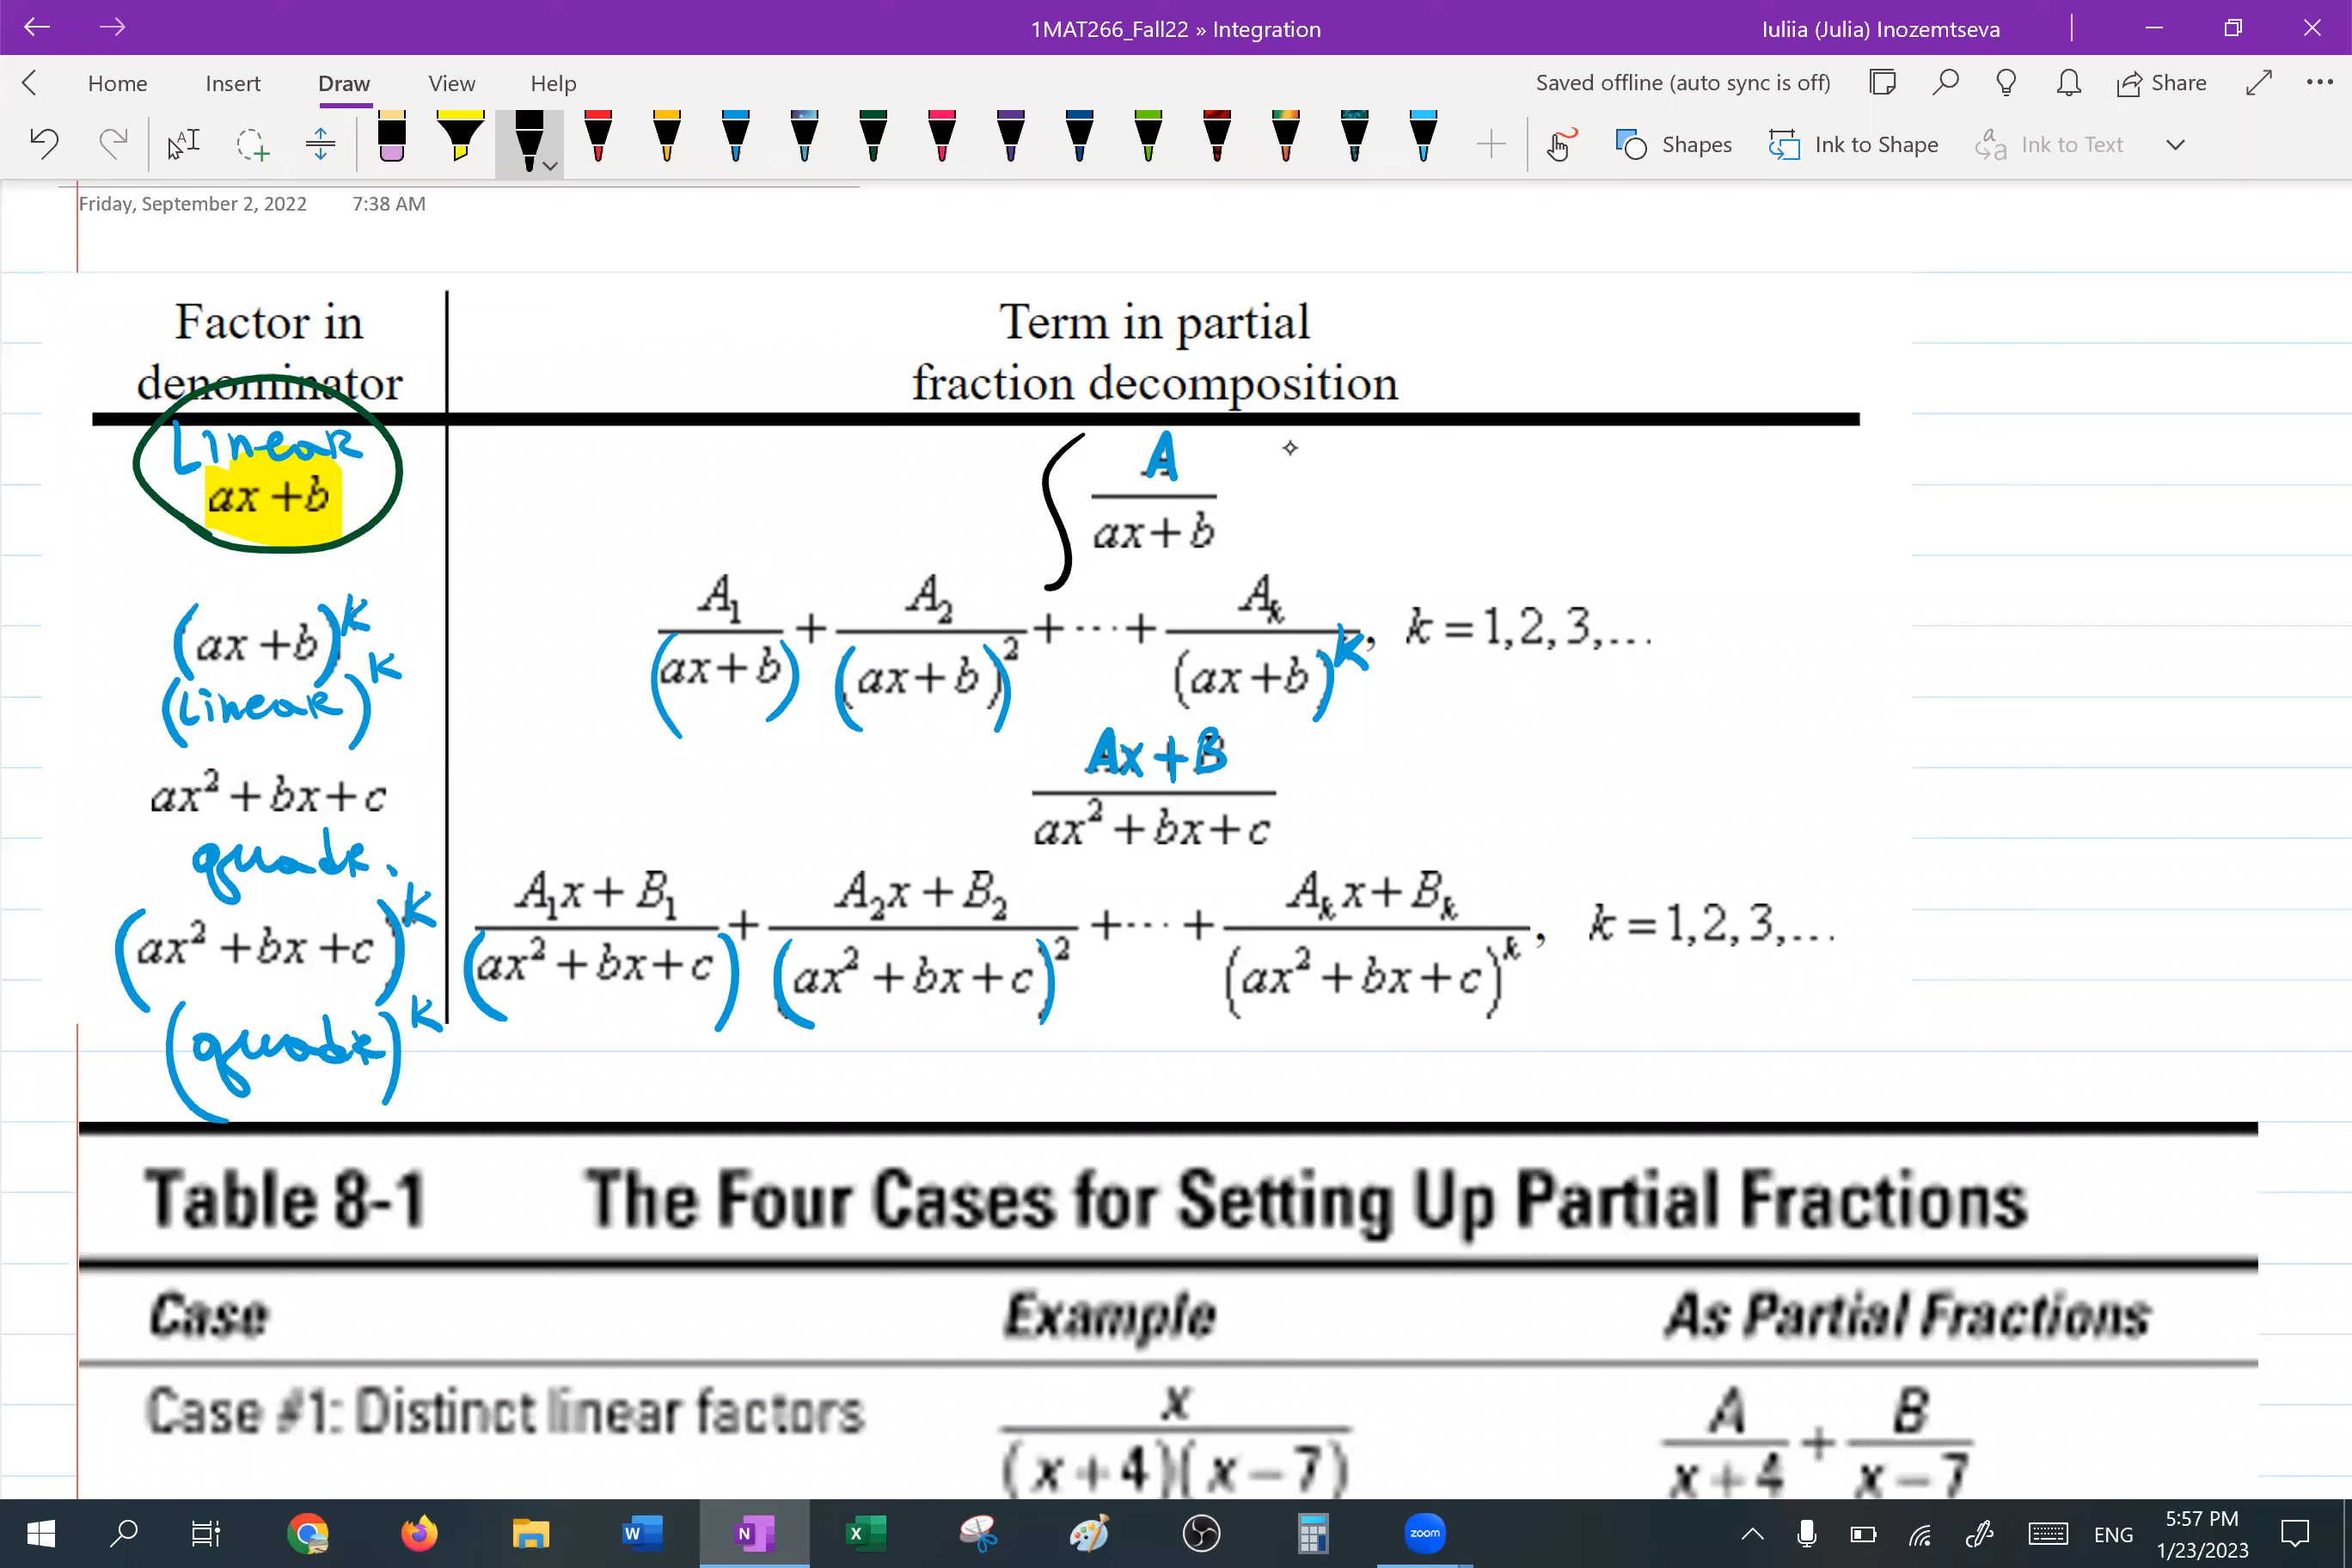 1MAT266_Fall22 » Integration
Iuliia (Julia) Inozemtseva
Home Insert Draw View Help
Saved offline (auto sync is off) Share
Shapes Ink to Shape Ink to Text
Friday, September 2, 2022 7:38 AM
Factor in denominator
Term in partial fraction decomposition
Linear
ax + b
∫ A / (ax + b)
(ax + b)^k
(Linear)^k
A₁/(ax + b) + A₂/(ax + b)² + ⋯ + A_k/(ax + b)^k, k = 1, 2, 3, ...
ax² + bx + c
quadr.
(Ax + B)/(ax² + bx + c)
(ax² + bx + c)^k
(quadr)^k
(A₁x + B₁)/(ax² + bx + c) + (A₂x + B₂)/(ax² + bx + c)² + ⋯ + (A_k x + B_k)/(ax² + bx + c)^k, k = 1, 2, 3, ...
Table 8-1 The Four Cases for Setting Up Partial Fractions
Case Example As Partial Fractions
Case #1: Distinct linear factors x/((x + 4)(x − 7)) A/(x + 4) + B/(x − 7)
W N X zoom
ENG
5:57 PM
1/23/2023